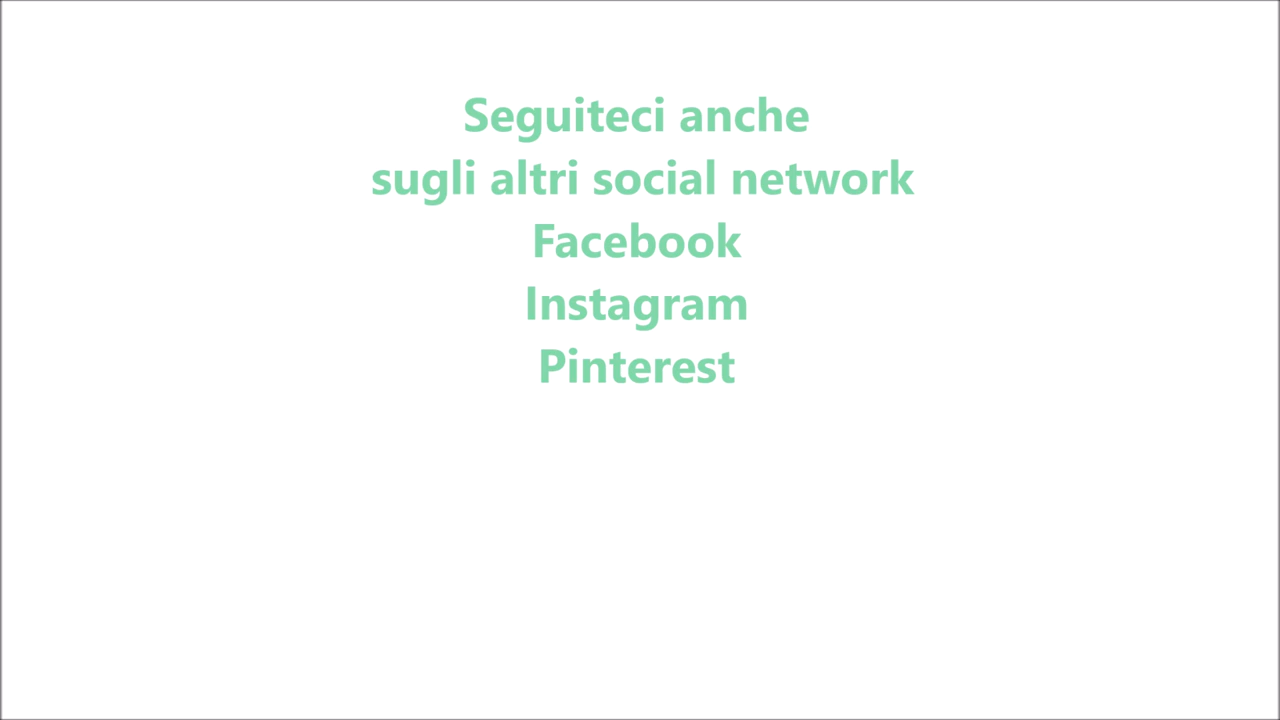 Seguiteci anche
sugli altri social network
Facebook
Instagram
Pinterest